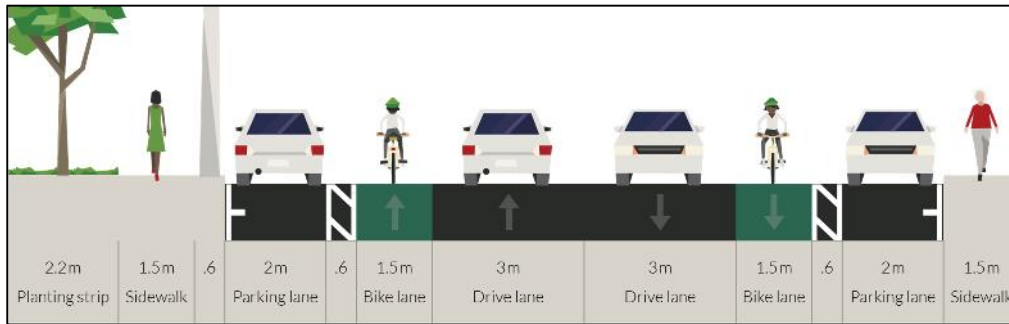 2.2m 1.5m .6 2m .6 1.5m 3m 3m 1.5m .6 2m 1.5m
Planting strip Sidewalk Parking lane Bike lane Drive lane Drive lane Bike lane Parking lane Sidewalk